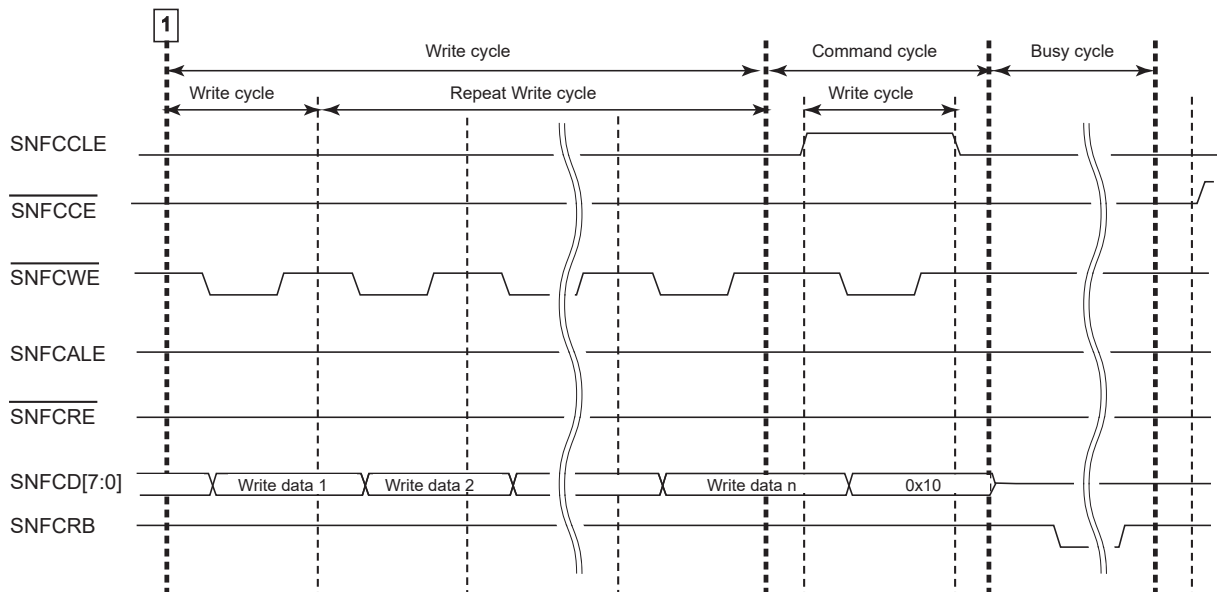 1
Write cycle Command cycle Busy cycle
Write cycle Repeat Write cycle Write cycle
SNFCCLE
SNFCCE
SNFCWE
SNFCALE
SNFCRE
SNFCD[7:0] Write data 1 Write data 2 Write data n 0x10
SNFCRB